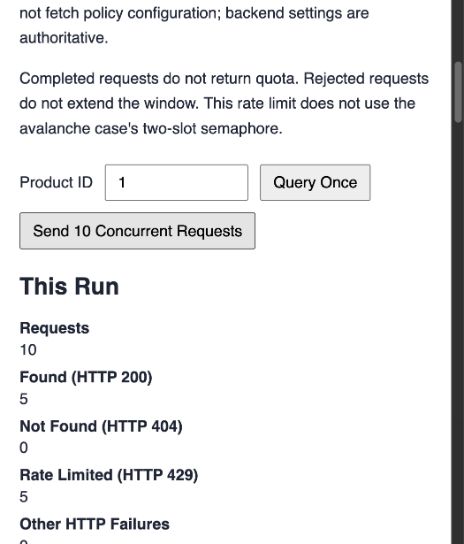 not fetch policy configuration; backend settings are
authoritative.
Completed requests do not return quota. Rejected requests
do not extend the window. This rate limit does not use the
avalanche case's two-slot semaphore.
Product ID 1 Query Once
Send 10 Concurrent Requests
This Run
Requests
10
Found (HTTP 200)
5
Not Found (HTTP 404)
0
Rate Limited (HTTP 429)
5
Other HTTP Failures